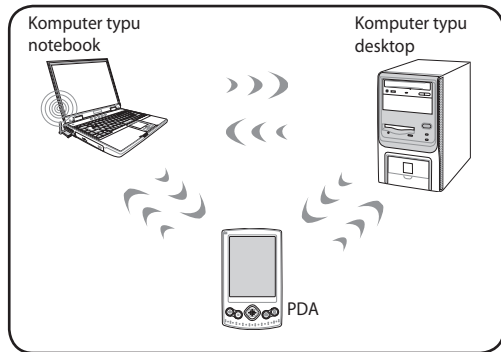 Komputer typu
notebook
Komputer typu
desktop
PDA